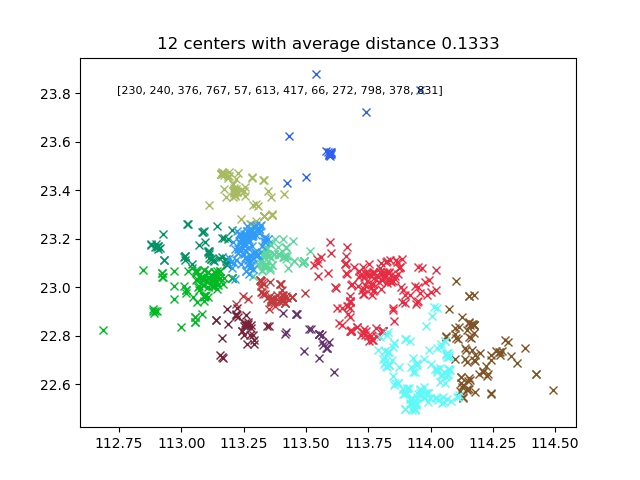 12 centers with average distance 0.1333
[230, 240, 376, 767, 57, 613, 417, 66, 272, 798, 378, 831]
23.8
23.6
23.4
23.2
23.0
22.8
22.6
112.75 113.00 113.25 113.50 113.75 114.00 114.25 114.50